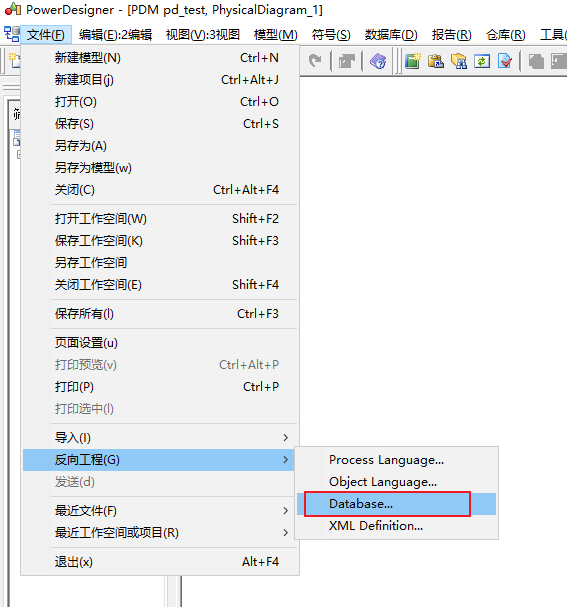 PowerDesigner - [PDM pd_test, PhysicalDiagram_1]
文件(F) 编辑(E):2编辑 视图(V):3视图 模型(M) 符号(S) 数据库(D) 报告(R) 仓库(R) 工具(
新建模型(N) Ctrl+N
新建项目(j) Ctrl+Alt+J
打开(O) Ctrl+O
保存(S) Ctrl+S
另存为(A)
另存为模型(w)
关闭(C) Ctrl+Alt+F4
打开工作空间(W) Shift+F2
保存工作空间(K) Shift+F3
另存工作空间
关闭工作空间(E) Shift+F4
保存所有(l) Ctrl+F3
页面设置(u)
打印预览(v) Ctrl+Alt+P
打印(P) Ctrl+P
打印选中(l)
导入(I)
反向工程(G)
Process Language...
Object Language...
Database...
XML Definition...
发送(d)
最近文件(F)
最近工作空间或项目(R)
退出(x) Alt+F4